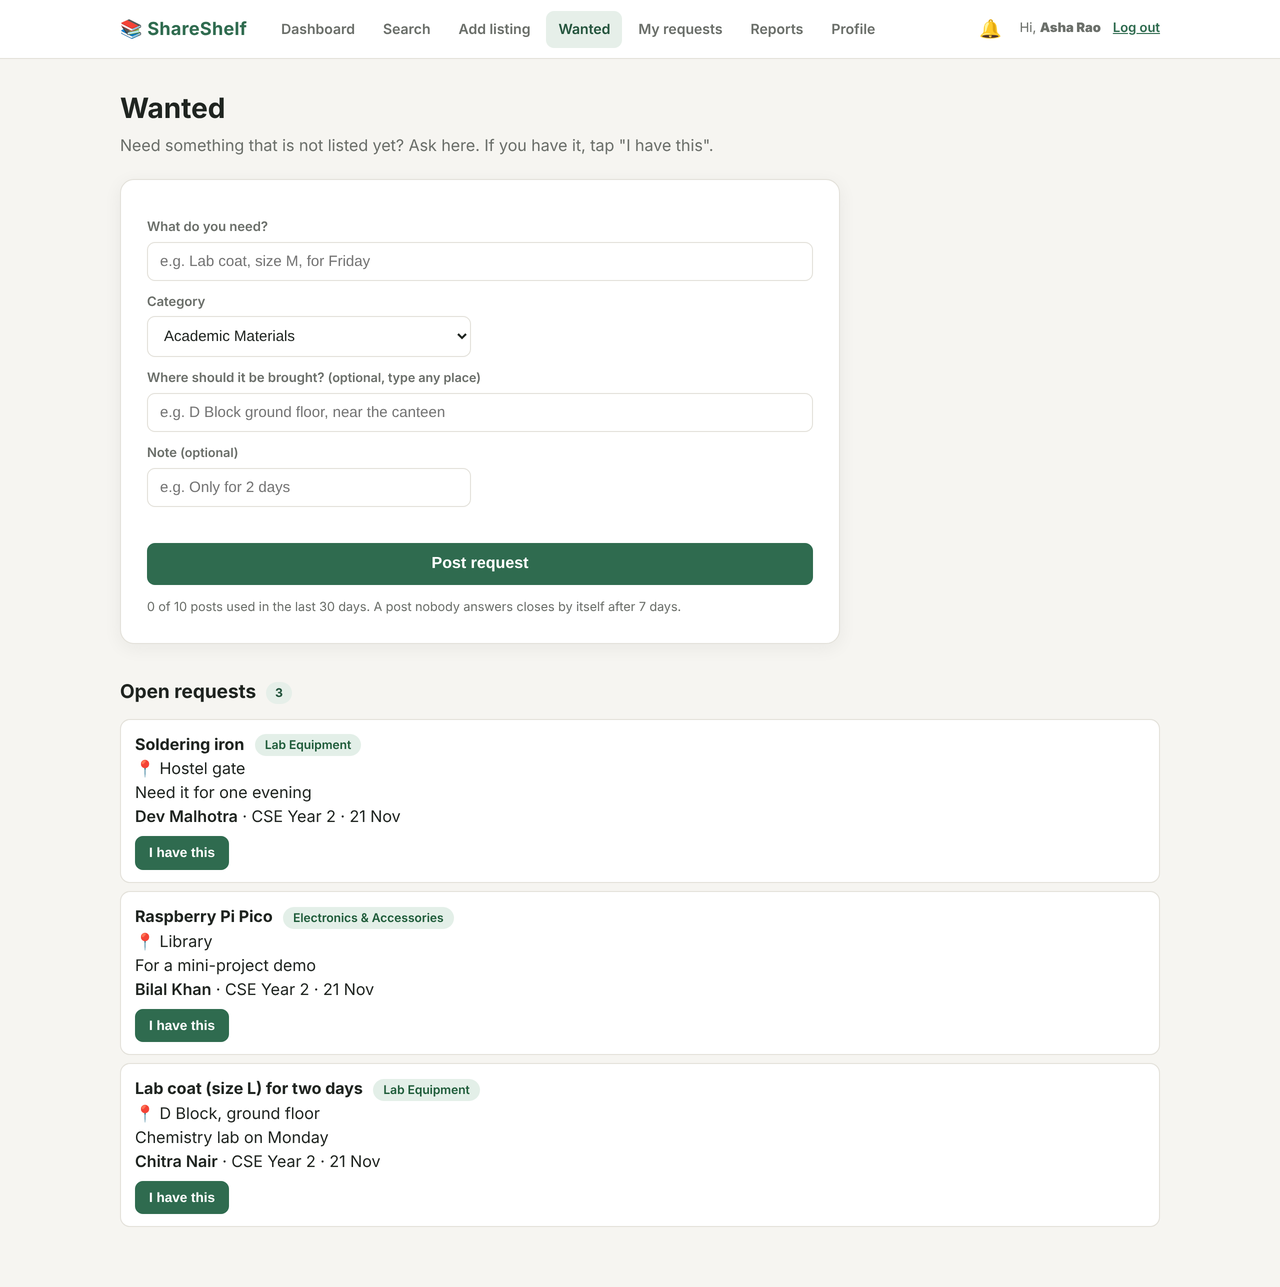 📚 ShareShelf Dashboard Search Add listing Wanted My requests Reports Profile 🔔 Hi, Asha Rao Log out
Wanted
Need something that is not listed yet? Ask here. If you have it, tap "I have this".
What do you need?
e.g. Lab coat, size M, for Friday
Category
Academic Materials
Where should it be brought? (optional, type any place)
e.g. D Block ground floor, near the canteen
Note (optional)
e.g. Only for 2 days
Post request
0 of 10 posts used in the last 30 days. A post nobody answers closes by itself after 7 days.
Open requests 3
Soldering iron Lab Equipment
📍 Hostel gate
Need it for one evening
Dev Malhotra · CSE Year 2 · 21 Nov
I have this
Raspberry Pi Pico Electronics & Accessories
📍 Library
For a mini-project demo
Bilal Khan · CSE Year 2 · 21 Nov
I have this
Lab coat (size L) for two days Lab Equipment
📍 D Block, ground floor
Chemistry lab on Monday
Chitra Nair · CSE Year 2 · 21 Nov
I have this